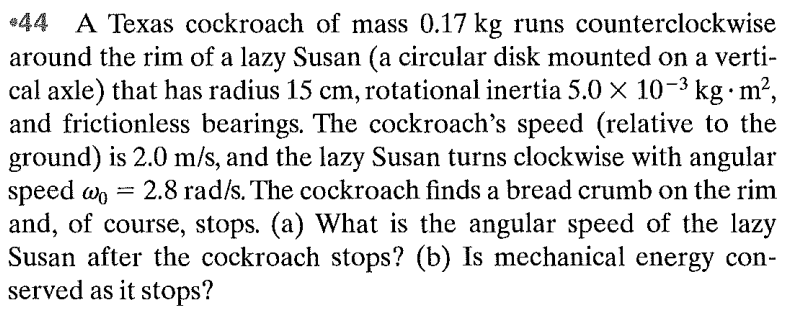 •44 A Texas cockroach of mass 0.17 kg runs counterclockwise
around the rim of a lazy Susan (a circular disk mounted on a verti-
cal axle) that has radius 15 cm, rotational inertia 5.0 × 10⁻³ kg · m²,
and frictionless bearings. The cockroach's speed (relative to the
ground) is 2.0 m/s, and the lazy Susan turns clockwise with angular
speed ω₀ = 2.8 rad/s. The cockroach finds a bread crumb on the rim
and, of course, stops. (a) What is the angular speed of the lazy
Susan after the cockroach stops? (b) Is mechanical energy con-
served as it stops?